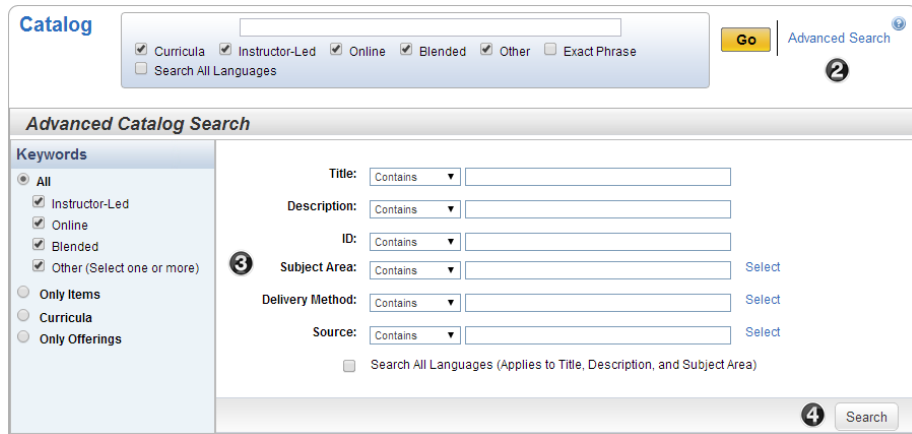 Catalog
Curricula Instructor-Led Online Blended Other Exact Phrase
Search All Languages
Go
Advanced Search
?
2
Advanced Catalog Search
Keywords
All
Instructor-Led
Online
Blended
Other (Select one or more)
Only Items
Curricula
Only Offerings
3
Title: Contains
Description: Contains
ID: Contains
Subject Area: Contains Select
Delivery Method: Contains Select
Source: Contains Select
Search All Languages (Applies to Title, Description, and Subject Area)
4
Search